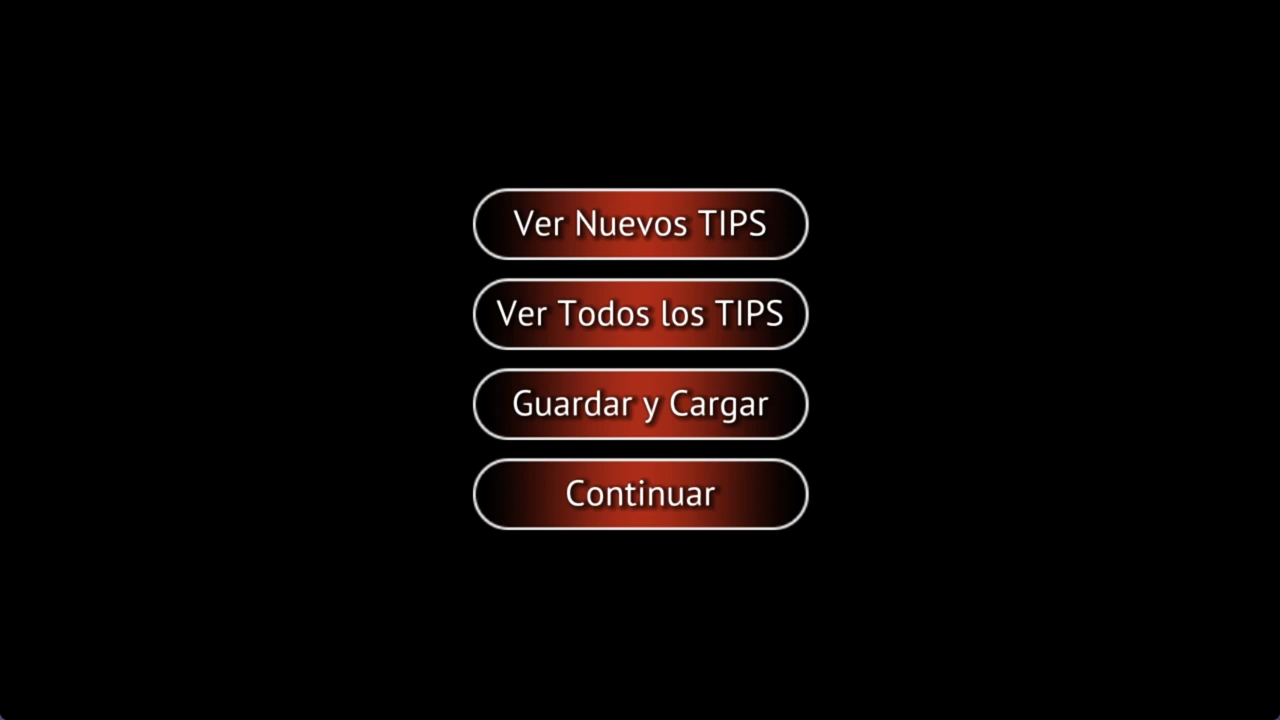 Ver Nuevos TIPS
Ver Todos los TIPS
Guardar y Cargar
Continuar